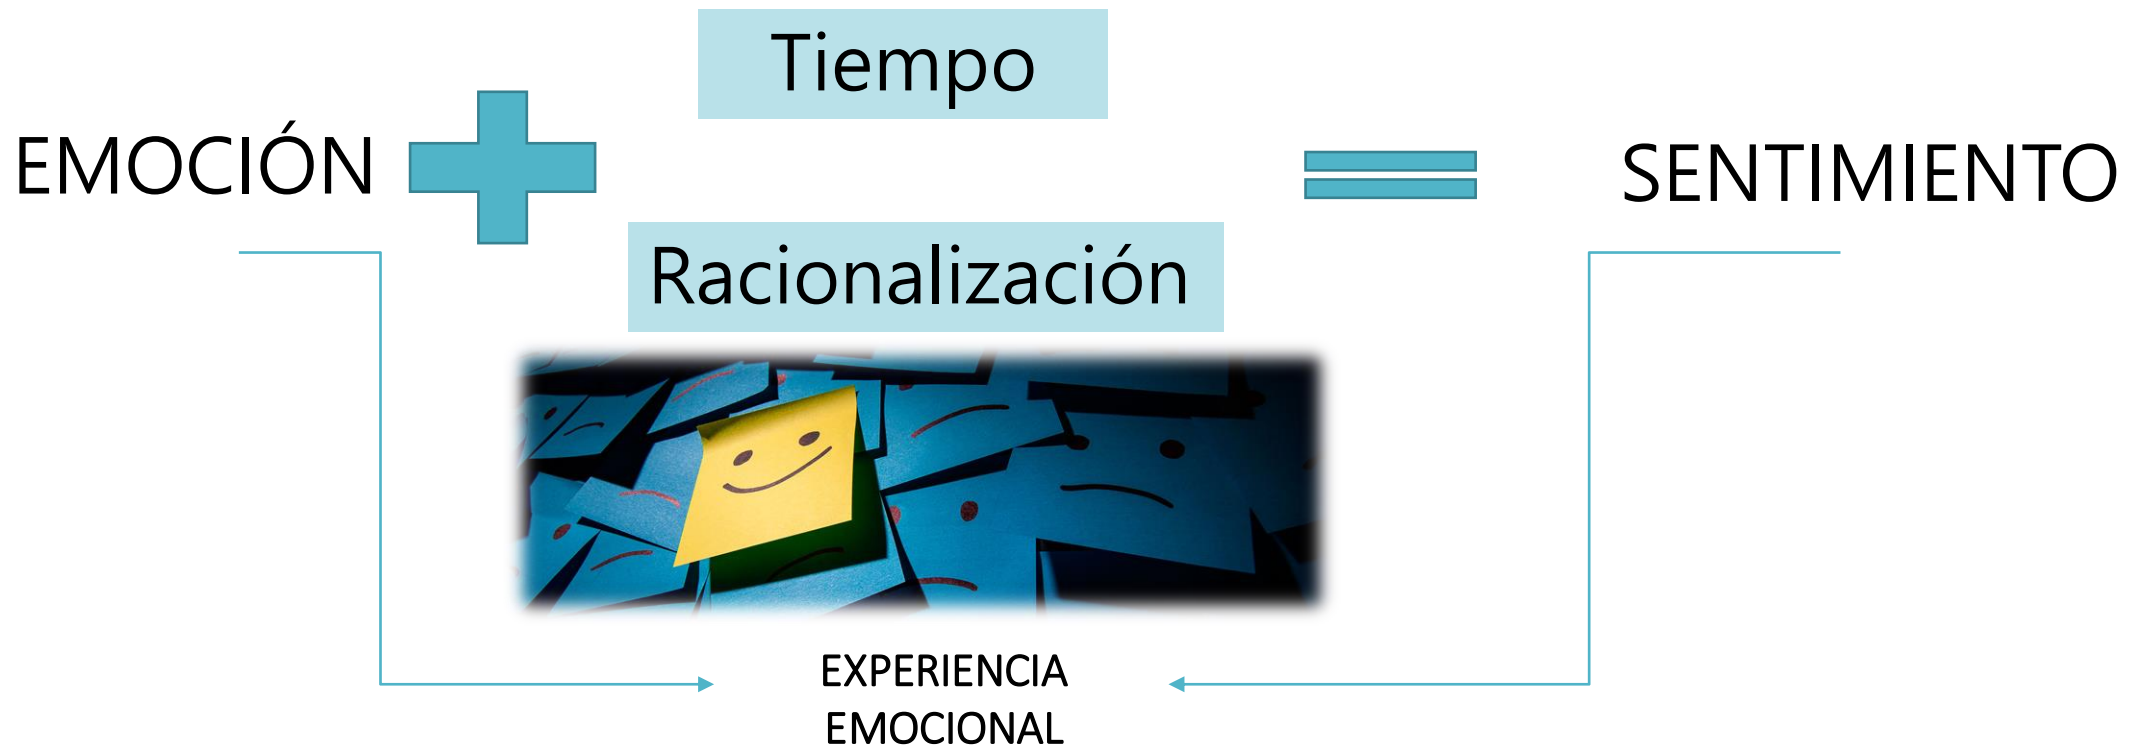 Tiempo
EMOCIÓN
SENTIMIENTO
Racionalización
EXPERIENCIA
EMOCIONAL